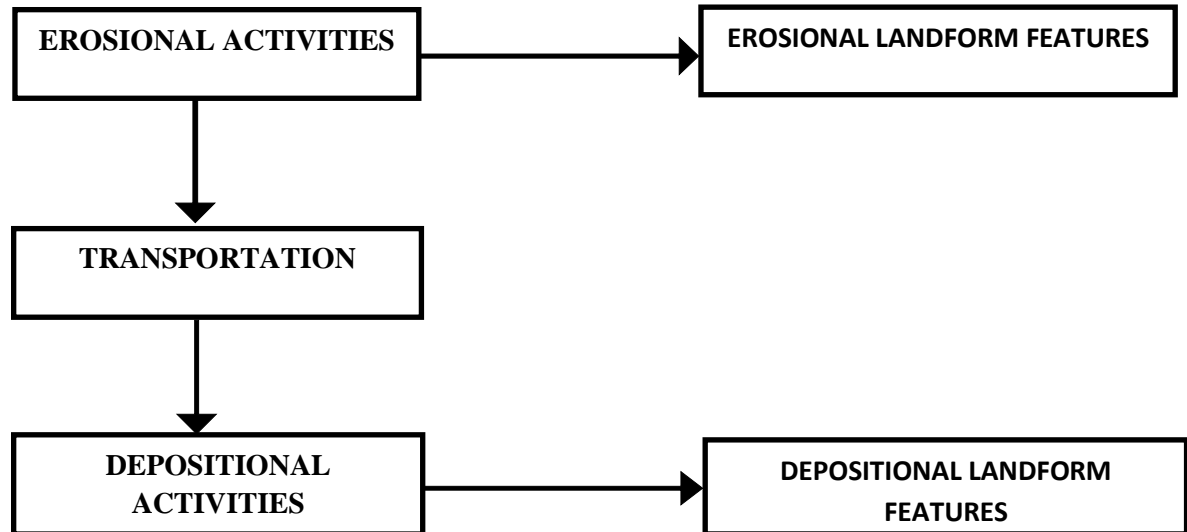 EROSIONAL ACTIVITIES
EROSIONAL LANDFORM FEATURES
TRANSPORTATION
DEPOSITIONAL
ACTIVITIES
DEPOSITIONAL LANDFORM
FEATURES